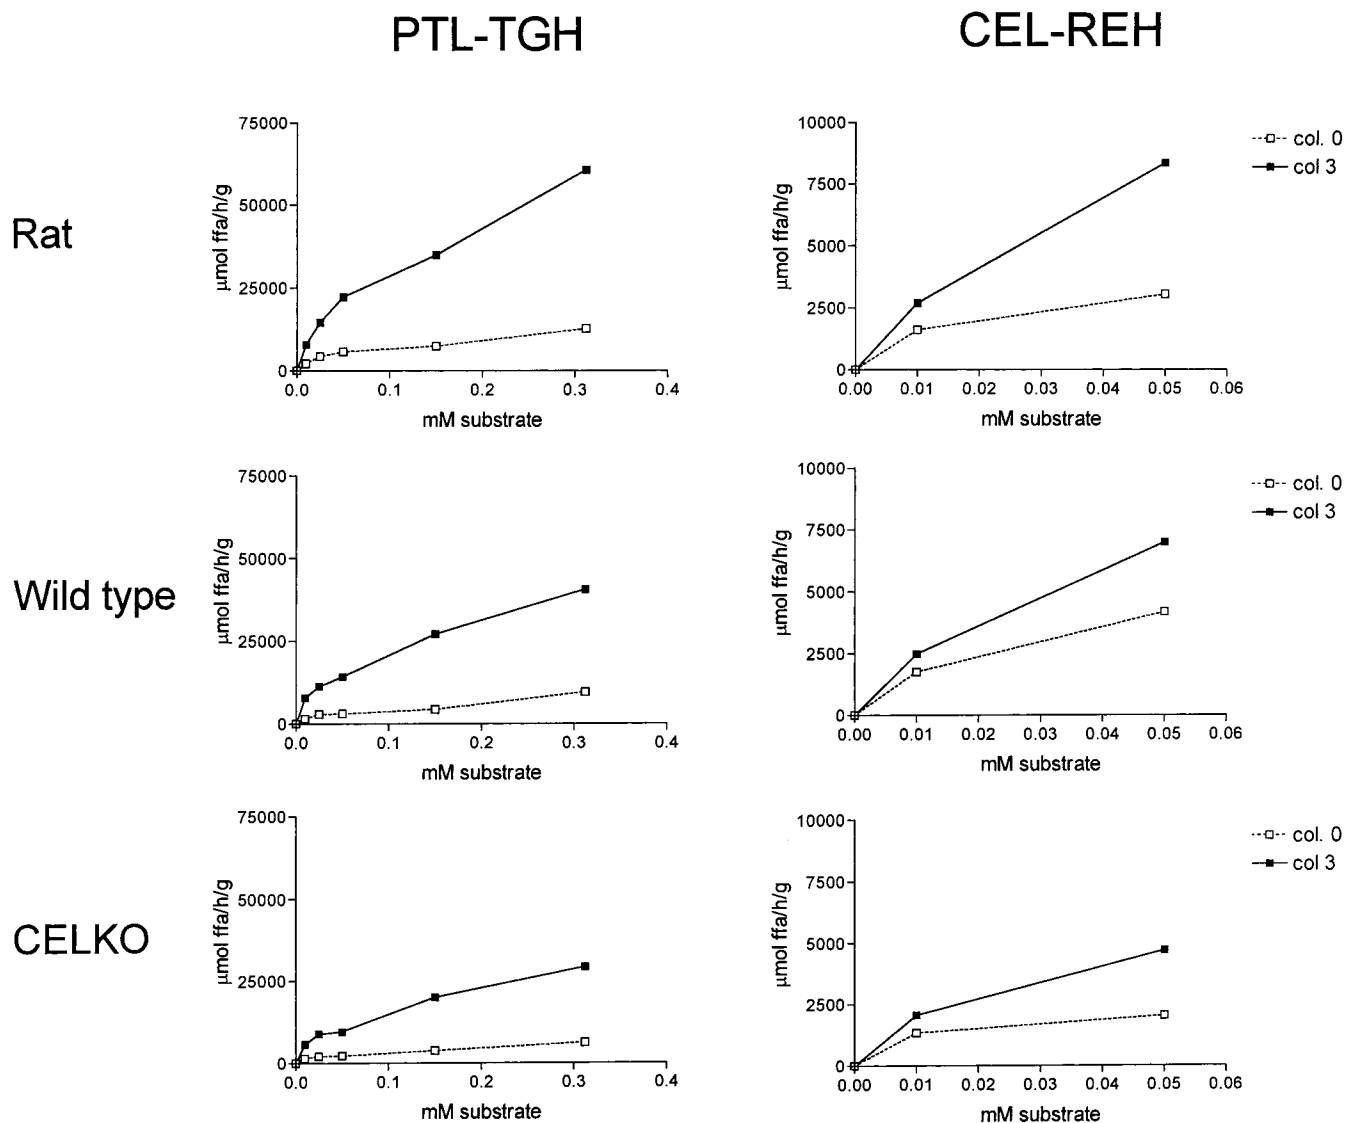 PTL-TGH
CEL-REH
Rat
75000
50000
25000
0
µmol ffa/h/g
0.0 0.1 0.2 0.3 0.4
mM substrate
10000
7500
5000
2500
0
µmol ffa/h/g
0.00 0.01 0.02 0.03 0.04 0.05 0.06
mM substrate
col. 0
col 3
Wild type
75000
50000
25000
0
µmol ffa/h/g
0.0 0.1 0.2 0.3 0.4
mM substrate
10000
7500
5000
2500
0
µmol ffa/h/g
0.00 0.01 0.02 0.03 0.04 0.05 0.06
mM substrate
col. 0
col 3
CELKO
75000
50000
25000
0
µmol ffa/h/g
0.0 0.1 0.2 0.3 0.4
mM substrate
10000
7500
5000
2500
0
µmol ffa/h/g
0.00 0.01 0.02 0.03 0.04 0.05 0.06
mM substrate
col. 0
col 3